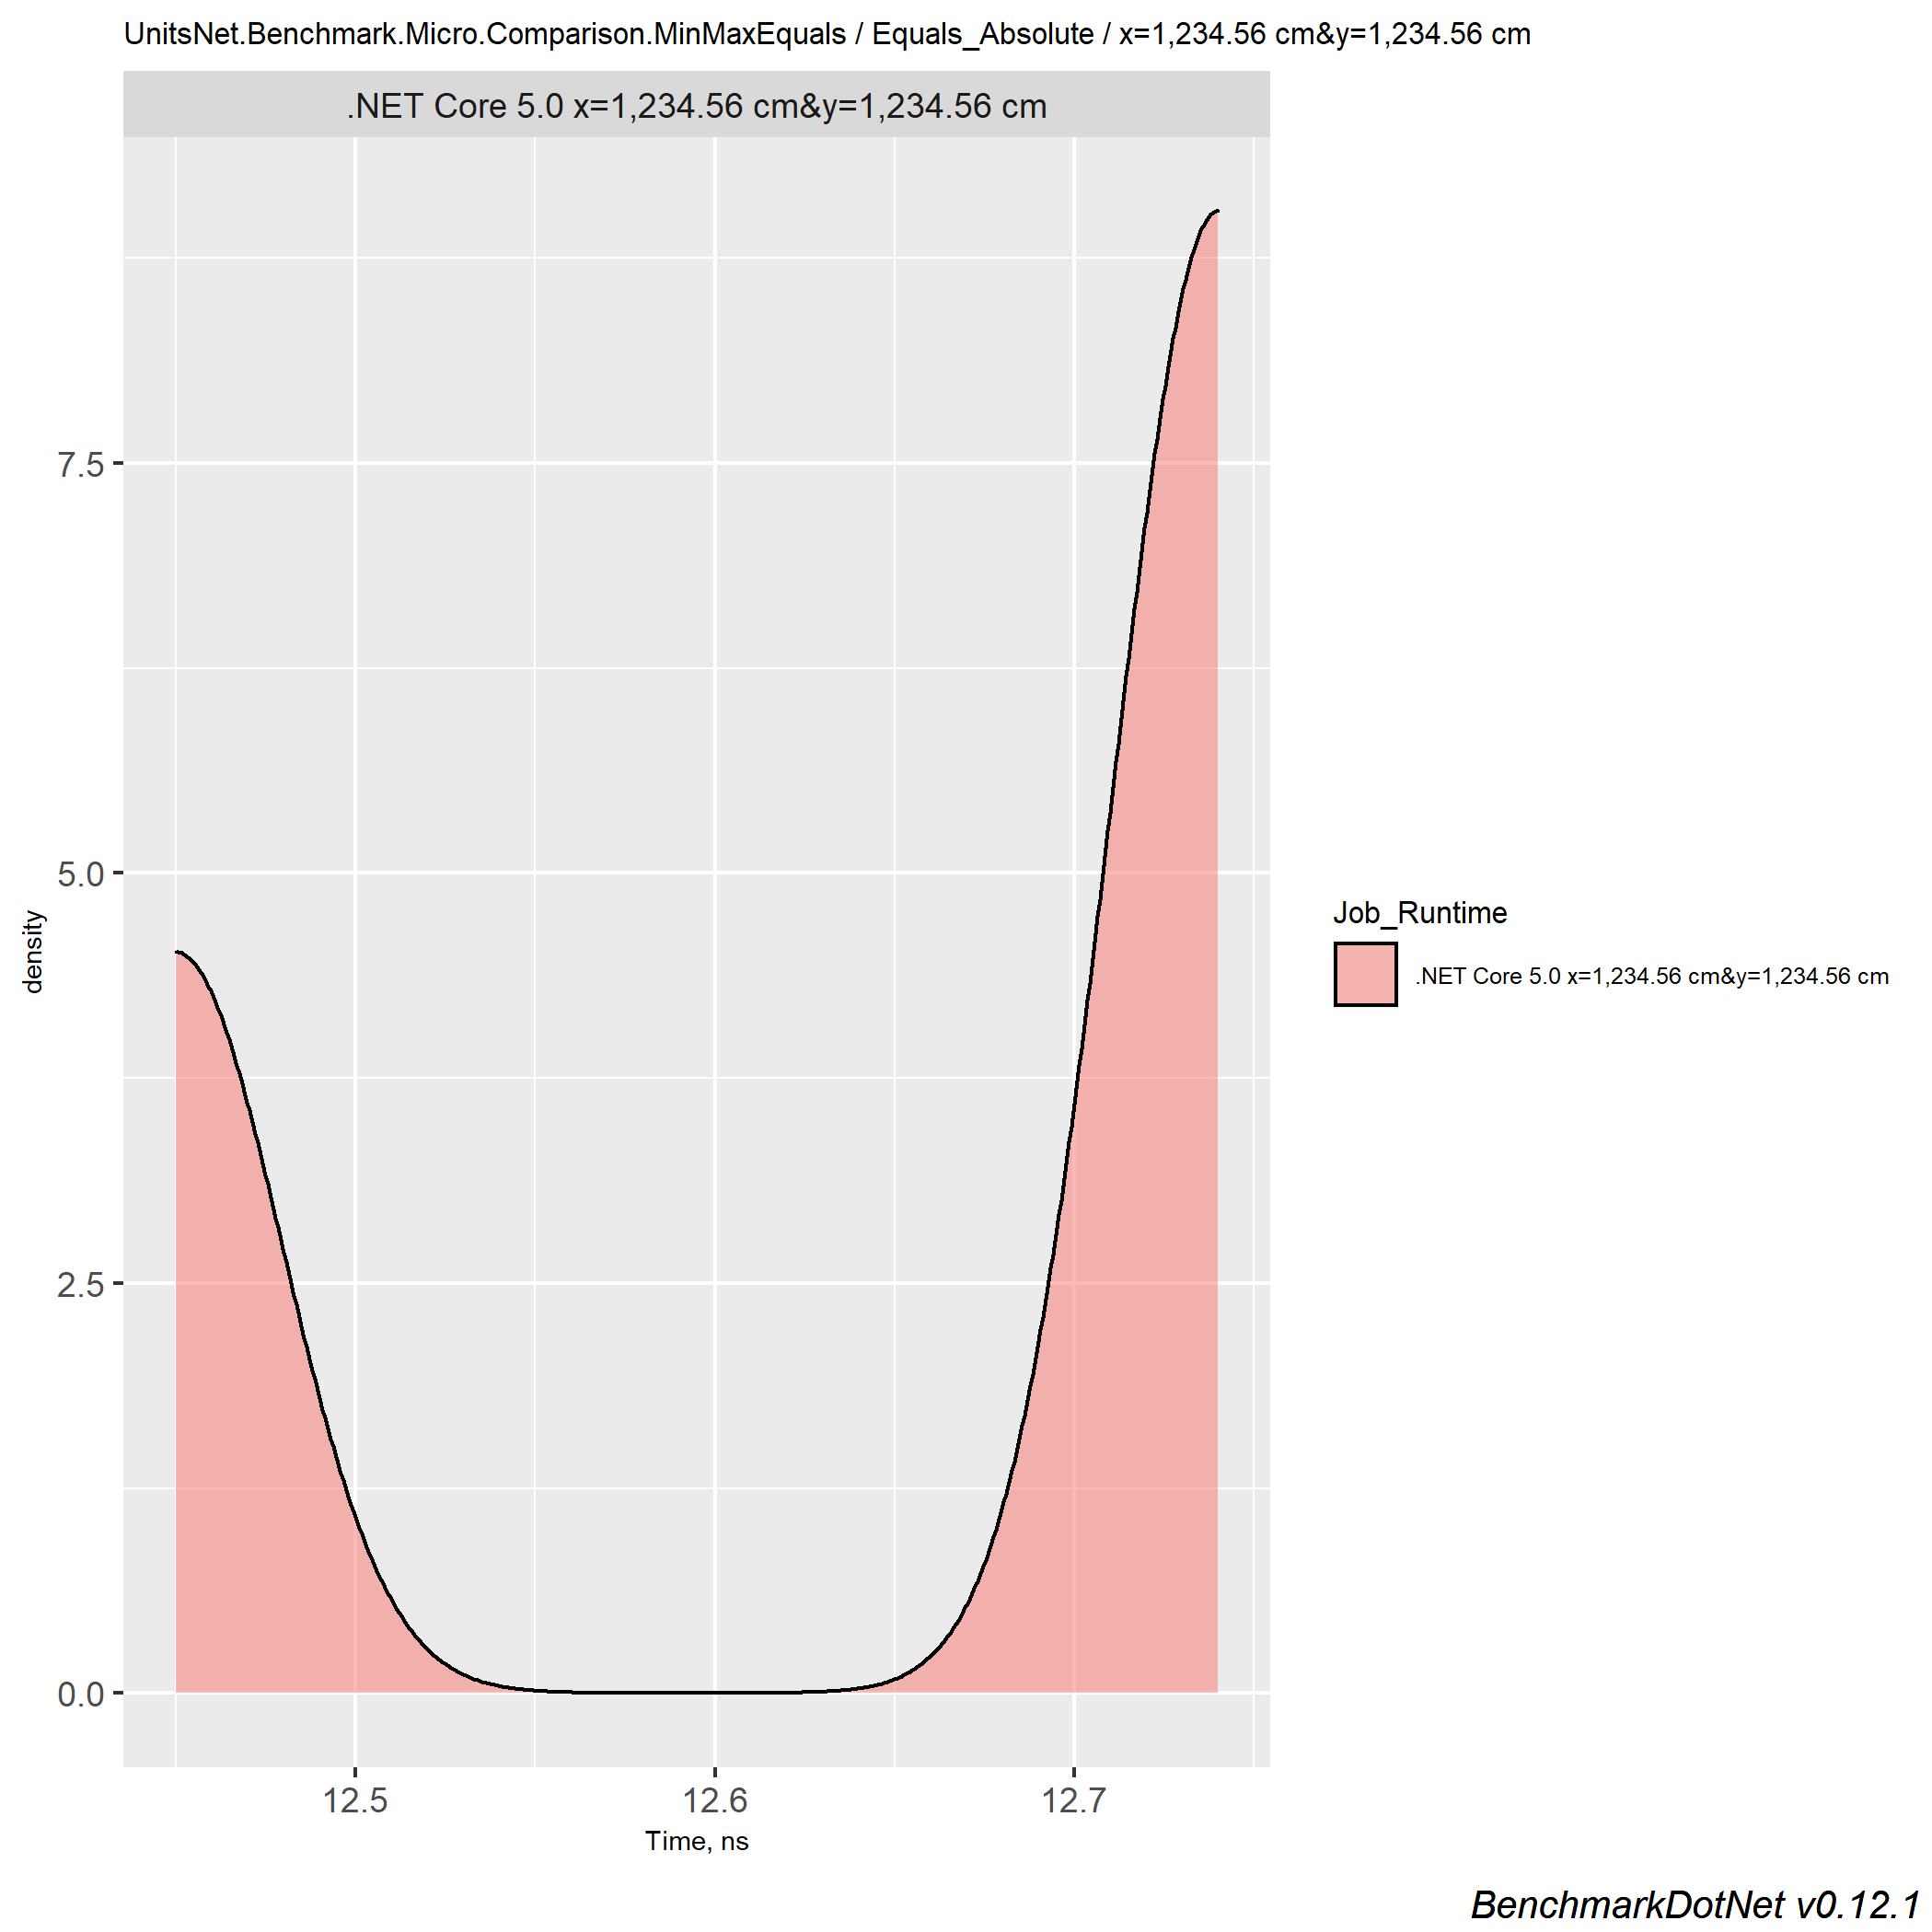 UnitsNet.Benchmark.Micro.Comparison.MinMaxEquals / Equals_Absolute / x=1,234.56 cm&y=1,234.56 cm
.NET Core 5.0 x=1,234.56 cm&y=1,234.56 cm
7.5
5.0
2.5
0.0
density
12.5 12.6 12.7
Time, ns
Job_Runtime
.NET Core 5.0 x=1,234.56 cm&y=1,234.56 cm
BenchmarkDotNet v0.12.1